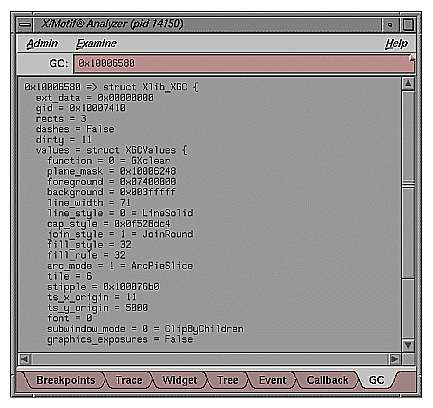 X/Motif® Analyzer (pid 14150)
Admin Examine Help
GC: 0x10006580
0x10006580 => struct Xlib_XGC {
ext_data = 0x00000000
gid = 0x10007410
rects = 3
dashes = False
dirty = 11
values = struct XGCValues {
function = 0 = GXclear
plane_mask = 0x10006248
foreground = 0x07400000
background = 0x003fffff
line_width = 71
line_style = 0 = LineSolid
cap_style = 0x0f528dc4
join_style = 1 = JoinRound
fill_style = 32
fill_rule = 32
arc_mode = 1 = ArcPieSlice
tile = 6
stipple = 0x100076b0
ts_x_origin = 11
ts_y_origin = 5000
font = 0
subwindow_mode = 0 = ClipByChildren
graphics_exposures = False
Breakpoints Trace Widget Tree Event Callback GC